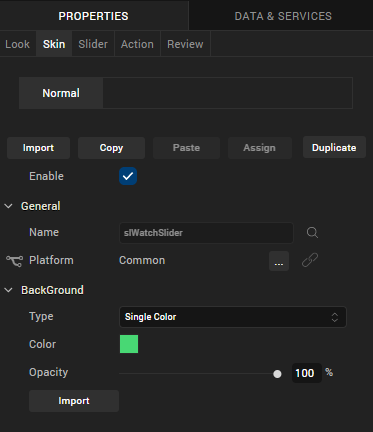 PROPERTIES DATA & SERVICES
Look Skin Slider Action Review
Normal
Import Copy Paste Assign Duplicate
Enable
General
Name slWatchSlider
Platform Common ...
BackGround
Type Single Color
Color
Opacity 100 %
Import